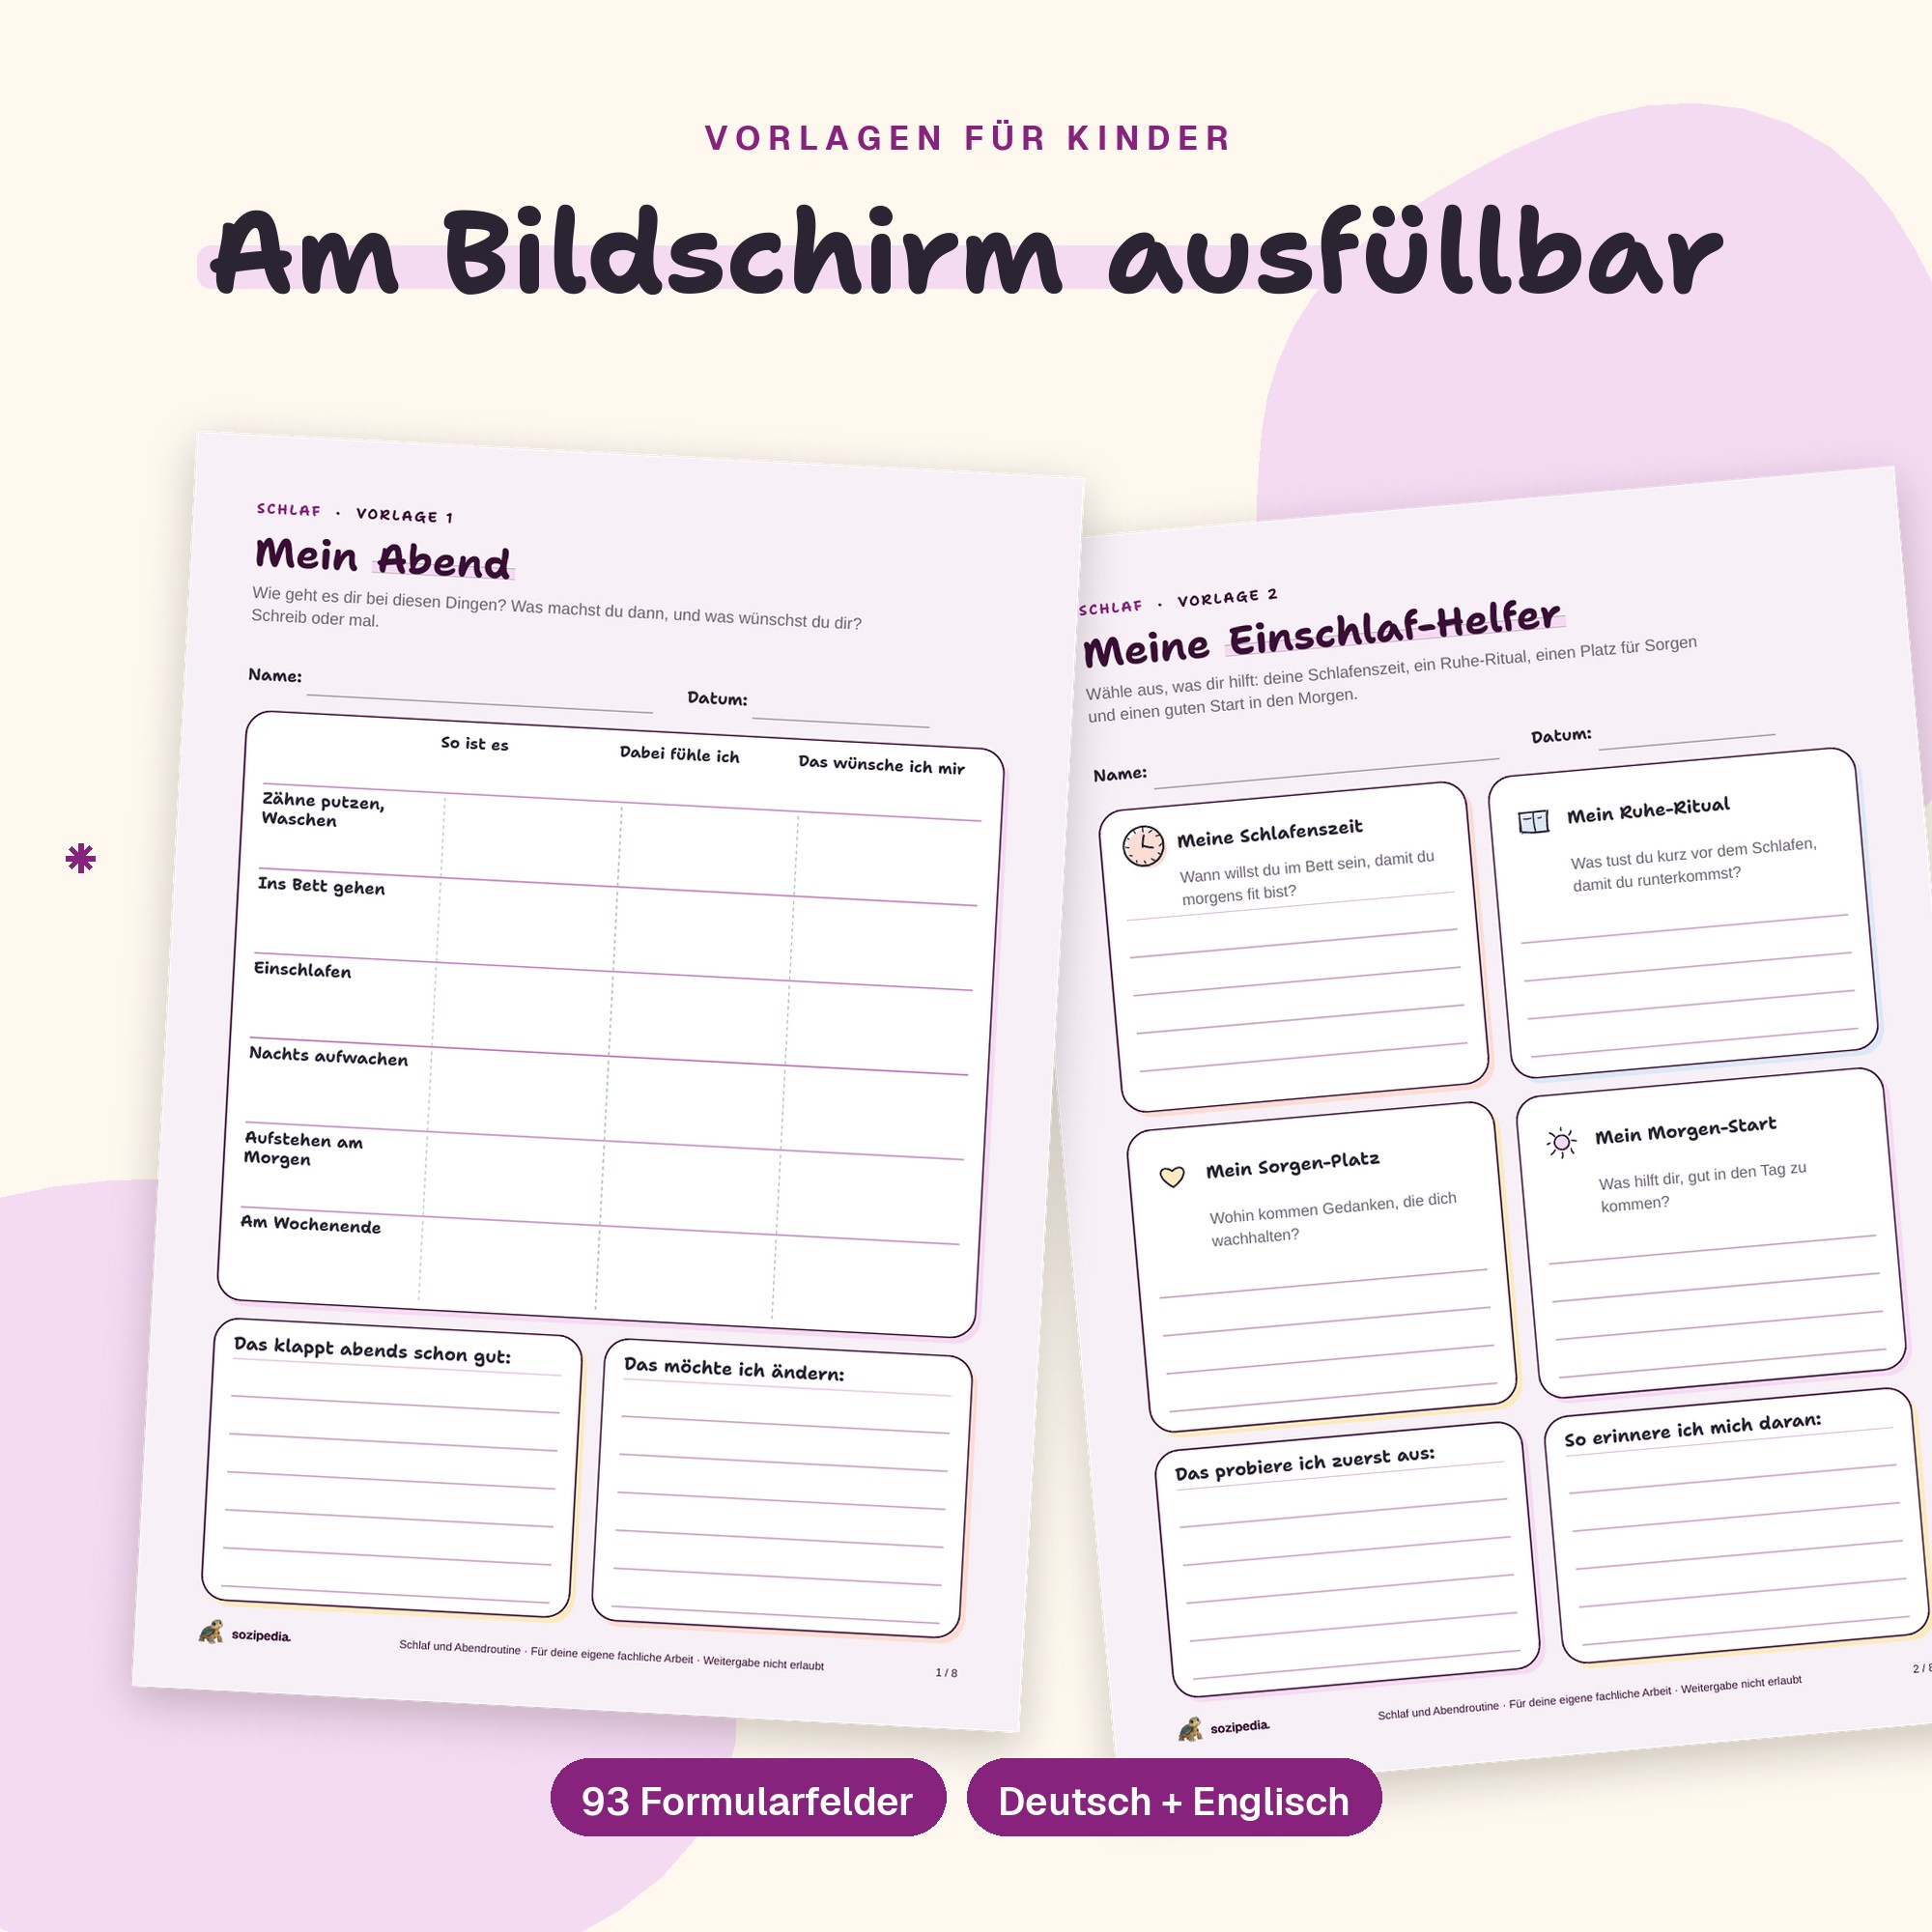 VORLAGEN FÜR KINDER
Am Bildschirm ausfüllbar
SCHLAF · VORLAGE 1
Mein Abend
Wie geht es dir bei diesen Dingen? Was machst du dann, und was wünschst du dir?
Schreib oder mal.
Name:
Datum:
So ist es
Dabei fühle ich
Das wünsche ich mir
Zähne putzen,
Waschen
Ins Bett gehen
Einschlafen
Nachts aufwachen
Aufstehen am
Morgen
Am Wochenende
Das klappt abends schon gut:
Das möchte ich ändern:
sozipedia.
Schlaf und Abendroutine · Für deine eigene fachliche Arbeit · Weitergabe nicht erlaubt
1 / 8
SCHLAF · VORLAGE 2
Meine Einschlaf-Helfer
Wähle aus, was dir hilft: deine Schlafenszeit, ein Ruhe-Ritual, einen Platz für Sorgen
und einen guten Start in den Morgen.
Name:
Datum:
Meine Schlafenszeit
Wann willst du im Bett sein, damit du
morgens fit bist?
Mein Ruhe-Ritual
Was tust du kurz vor dem Schlafen,
damit du runterkommst?
Mein Sorgen-Platz
Wohin kommen Gedanken, die dich
wachhalten?
Mein Morgen-Start
Was hilft dir, gut in den Tag zu
kommen?
Das probiere ich zuerst aus:
So erinnere ich mich daran:
sozipedia.
Schlaf und Abendroutine · Für deine eigene fachliche Arbeit · Weitergabe nicht erlaubt
2 / 8
93 Formularfelder
Deutsch + Englisch